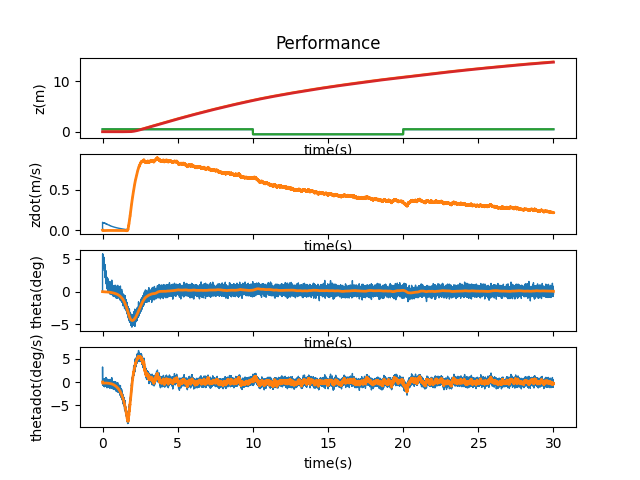 Performance
z(m)
10
0
time(s)
zdot(m/s)
0.5
0.0
time(s)
theta(deg)
5
0
−5
time(s)
thetadot(deg/s)
5
0
−5
0 5 10 15 20 25 30
time(s)